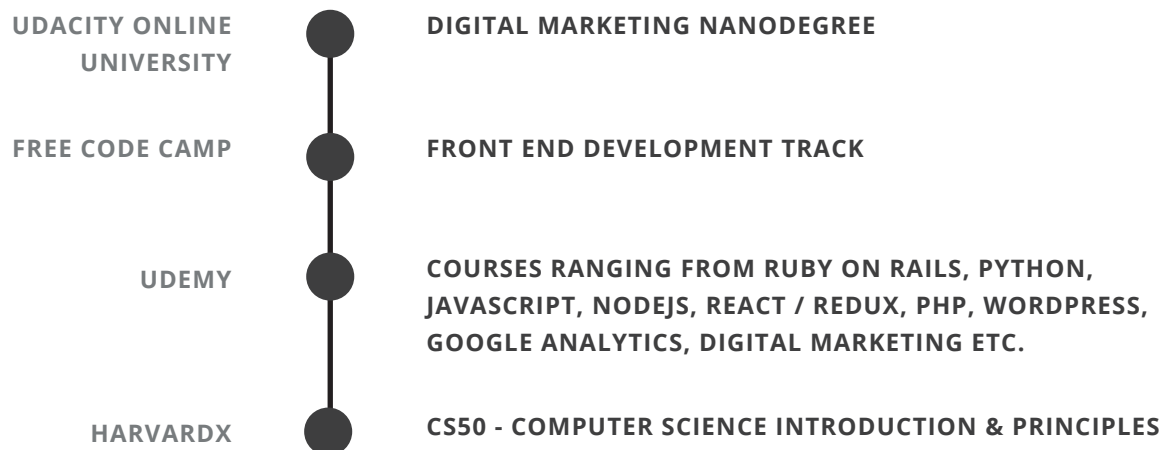 UDACITY ONLINE
UNIVERSITY
DIGITAL MARKETING NANODEGREE
FREE CODE CAMP
FRONT END DEVELOPMENT TRACK
UDEMY
COURSES RANGING FROM RUBY ON RAILS, PYTHON,
JAVASCRIPT, NODEJS, REACT / REDUX, PHP, WORDPRESS,
GOOGLE ANALYTICS, DIGITAL MARKETING ETC.
HARVARDX
CS50 - COMPUTER SCIENCE INTRODUCTION & PRINCIPLES